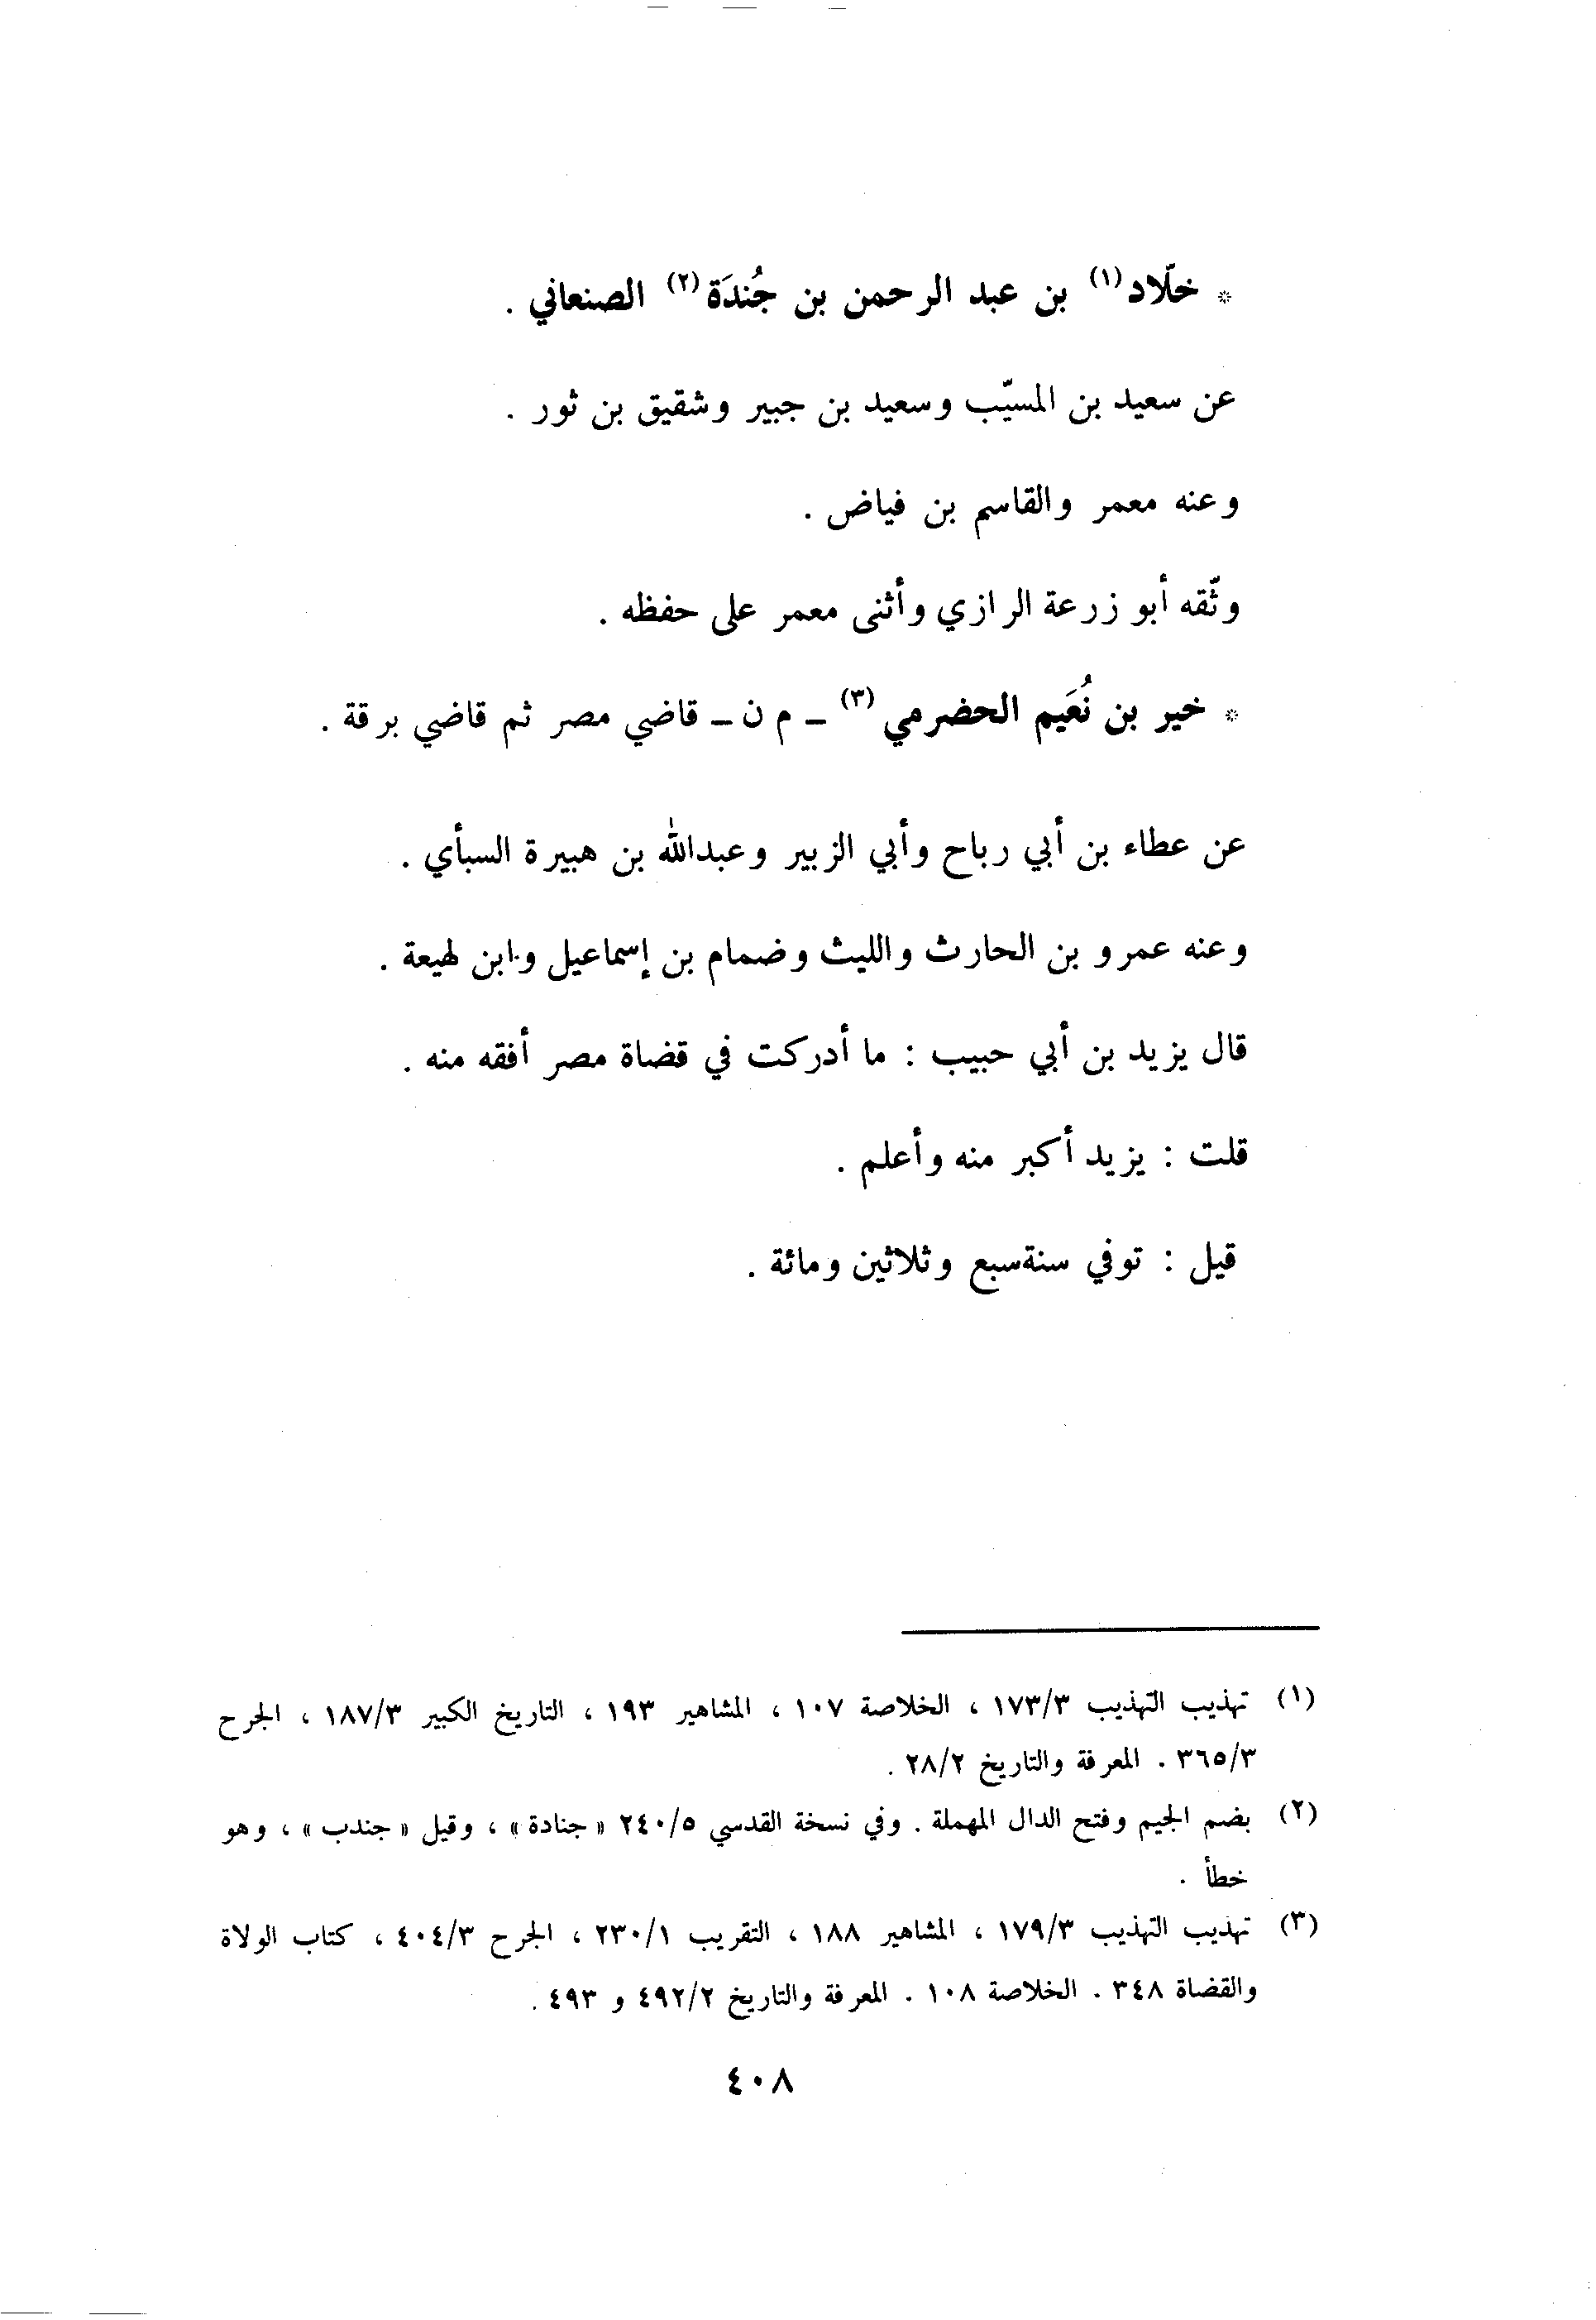 * خلّاد(١) بن عبد الرحمن بن جُندَة(٢) الصنعاني .
عن سعيد بن المسيّب وسعيد بن جبير وشقيق بن ثور .
وعنه معمر والقاسم بن فياض .
وثّقه أبو زرعة الرازي وأثنى معمر على حفظه .
* خير بن نُعَيم الحضرمي(٣) - م ن - قاضي مصر ثم قاضي برقة .
عن عطاء بن أبي رباح وأبي الزبير وعبدالله بن هبيرة السبأي .
وعنه عمرو بن الحارث والليث وضمام بن إسماعيل وابن لهيعة .
قال يزيد بن أبي حبيب : ما أدركت في قضاة مصر أفقه منه .
قلت : يزيد أكبر منه وأعلم .
قيل : توفي سنة سبع وثلاثين ومائة .
(١) تهذيب التهذيب ١٧٣/٣ ، الخلاصة ١٠٧ ، المشاهير ١٩٣ ، التاريخ الكبير ١٨٧/٣ ، الجرح
٣٦٥/٣ . المعرفة والتاريخ ٢٨/٢ .
(٢) بضم الجيم وفتح الدال المهملة . وفي نسخة القدسي ٢٤٠/٥ « جنادة » ، وقيل « جندب » ، وهو
خطأ .
(٣) تهذيب التهذيب ١٧٩/٣ ، المشاهير ١٨٨ ، التقريب ٢٣٠/١ ، الجرح ٤٠٤/٣ ، كتاب الولاة
والقضاة ٣٤٨ . الخلاصة ١٠٨ . المعرفة والتاريخ ٤٩٢/٢ و ٤٩٣ .
٤٠٨